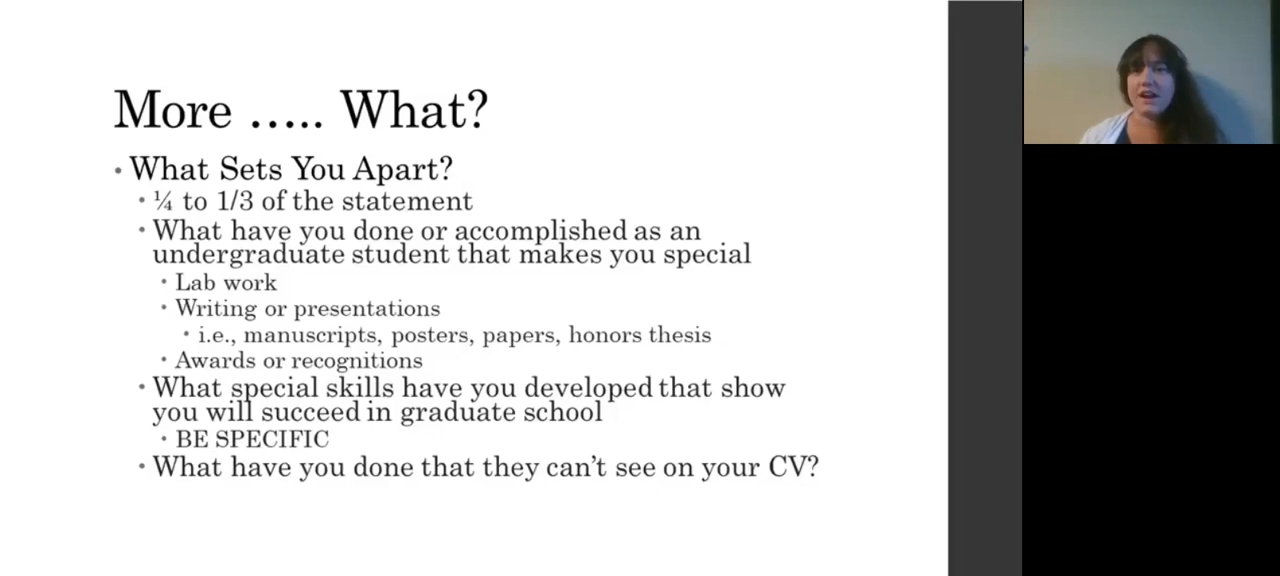 More ..... What?
• What Sets You Apart?
• ¼ to 1/3 of the statement
• What have you done or accomplished as an
undergraduate student that makes you special
• Lab work
• Writing or presentations
• i.e., manuscripts, posters, papers, honors thesis
• Awards or recognitions
• What special skills have you developed that show
you will succeed in graduate school
• BE SPECIFIC
• What have you done that they can’t see on your CV?